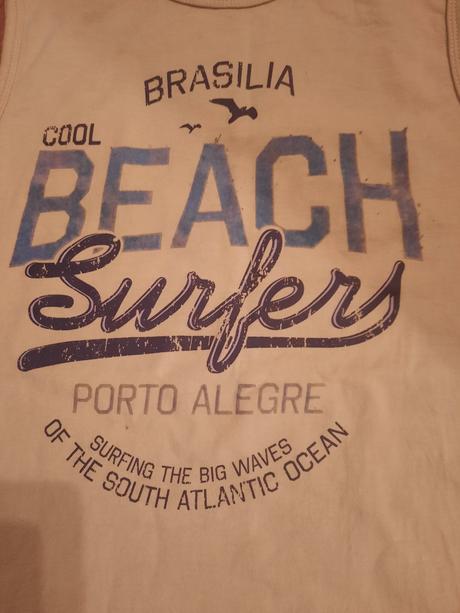 BRASILIA
COOL
BEACH
Surfers
PORTO ALEGRE
SURFING THE BIG WAVES
OF THE SOUTH ATLANTIC OCEAN